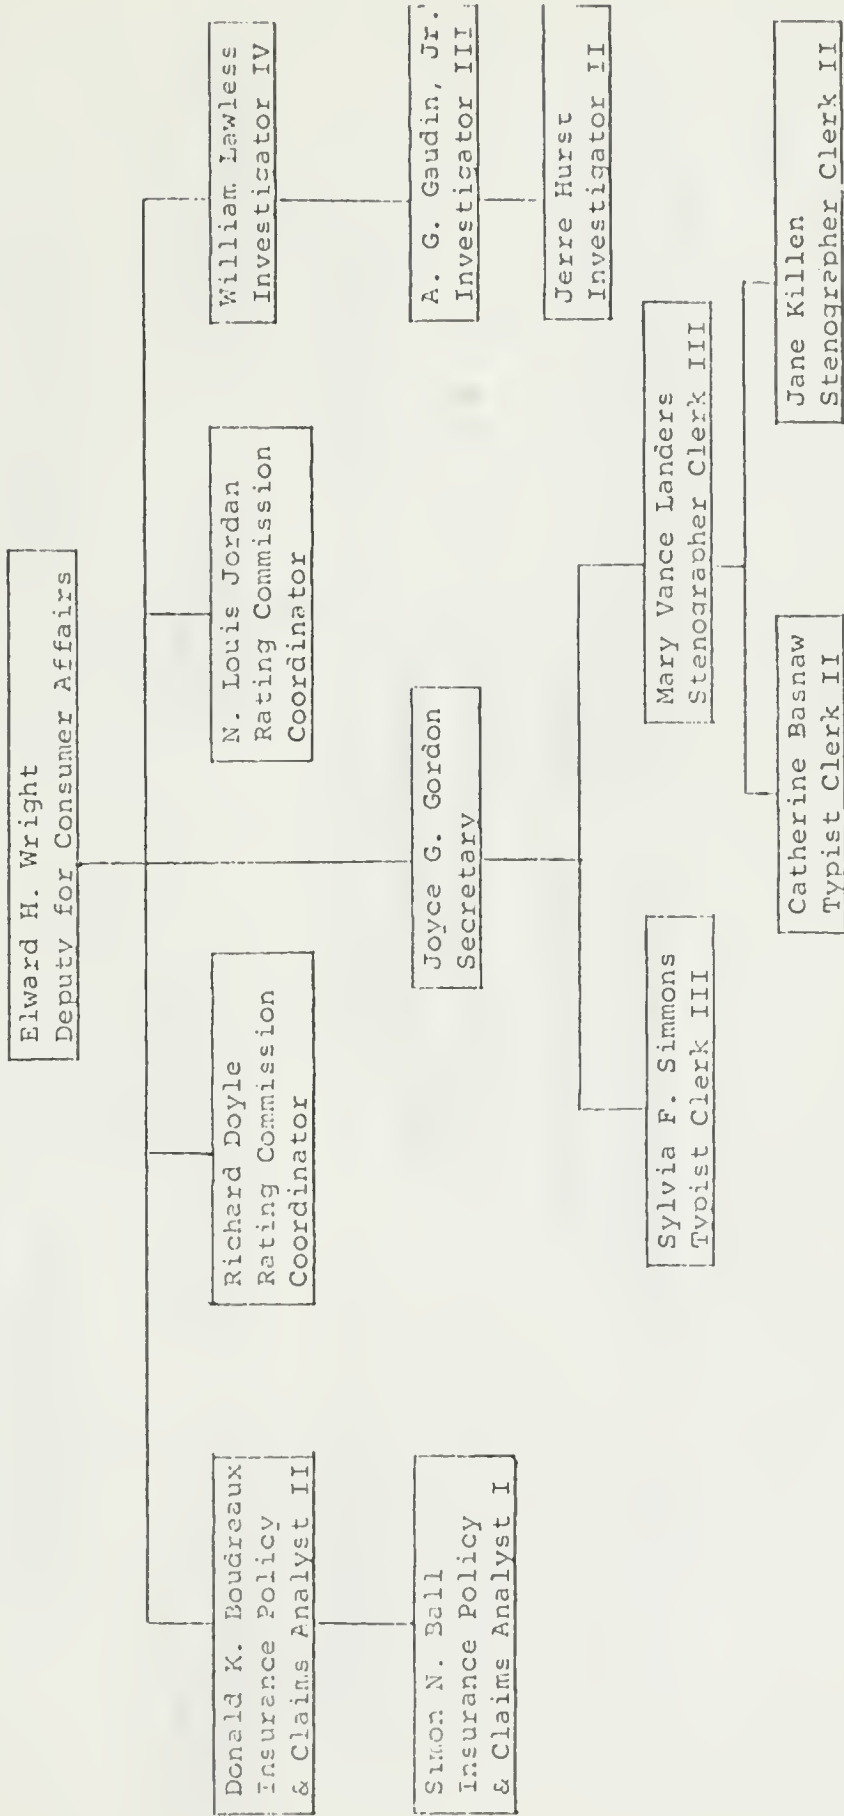 Elward H. Wright
Deputy for Consumer Affairs
Donald K. Boudreaux
Insurance Policy
& Claims Analyst II
Richard Doyle
Rating Commission
Coordinator
N. Louis Jordan
Rating Commission
Coordinator
William Lawless
Investigator IV
Simon N. Ball
Insurance Policy
& Claims Analyst I
Joyce G. Gordon
Secretary
A. G. Gaudin, Jr.
Investigator III
Jerre Hurst
Investigator II
Sylvia F. Simmons
Typist Clerk III
Mary Vance Landers
Stenographer Clerk III
Catherine Basnaw
Typist Clerk II
Jane Killen
Stenographer Clerk II